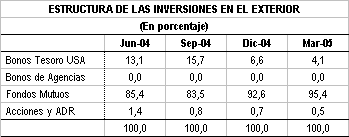 ESTRUCTURA DE LAS INVERSIONES EN EL EXTERIOR
(En porcentaje)
Jun-04 Sep-04 Dic-04 Mar-05
Bonos Tesoro USA 13,1 15,7 6,6 4,1
Bonos de Agencias 0,0 0,0 0,0 0,0
Fondos Mutuos 85,4 83,5 92,6 95,4
Acciones y ADR 1,4 0,8 0,7 0,5
100,0 100,0 100,0 100,0